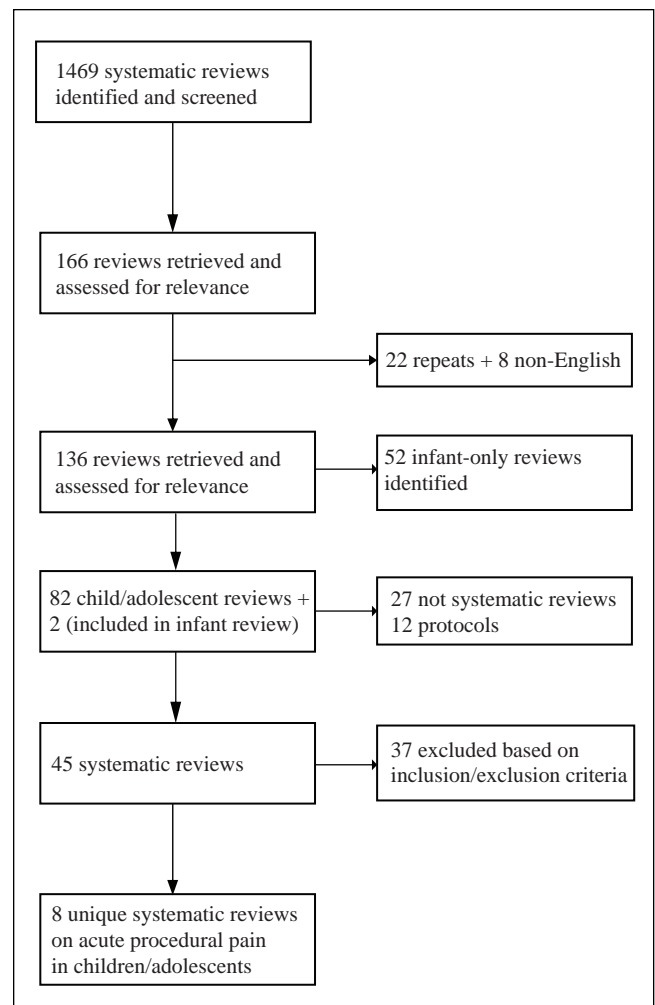 1469 systematic reviews
identified and screened
166 reviews retrieved and
assessed for relevance
22 repeats + 8 non-English
136 reviews retrieved and
assessed for relevance
52 infant-only reviews
identified
82 child/adolescent reviews +
2 (included in infant review)
27 not systematic reviews
12 protocols
45 systematic reviews
37 excluded based on
inclusion/exclusion criteria
8 unique systematic reviews
on acute procedural pain
in children/adolescents